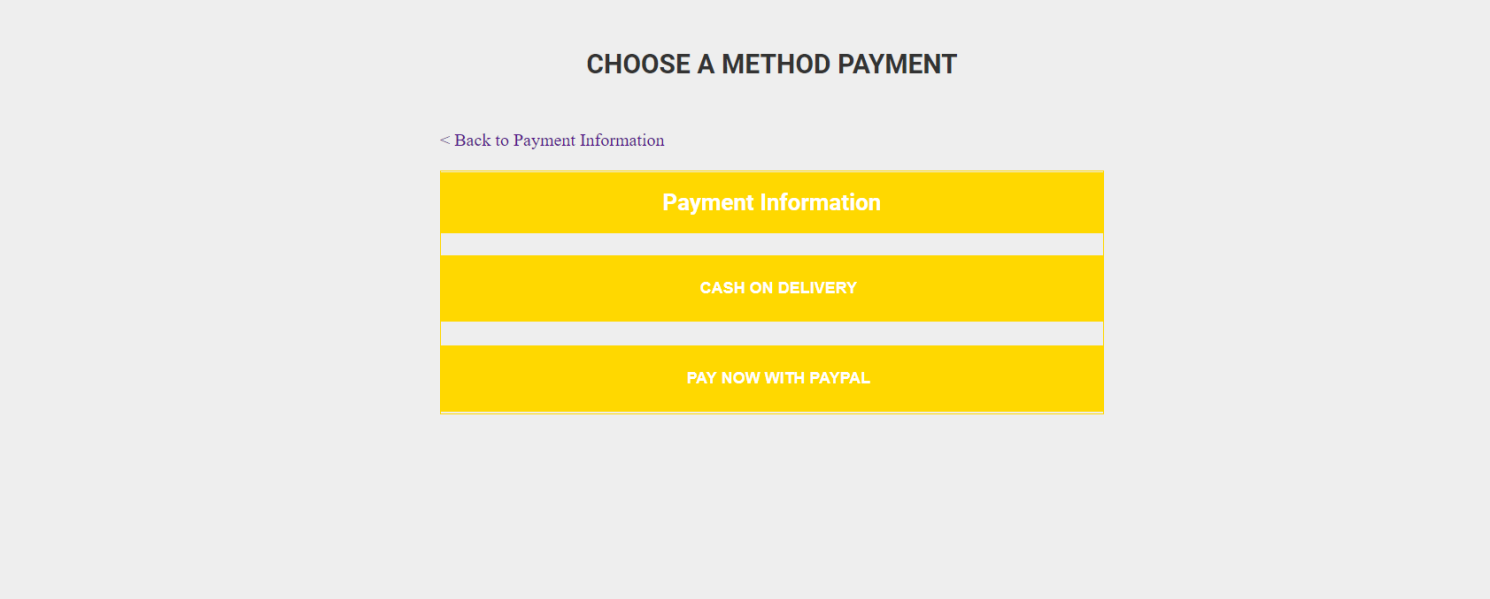 CHOOSE A METHOD PAYMENT
< Back to Payment Information
Payment Information
CASH ON DELIVERY
PAY NOW WITH PAYPAL